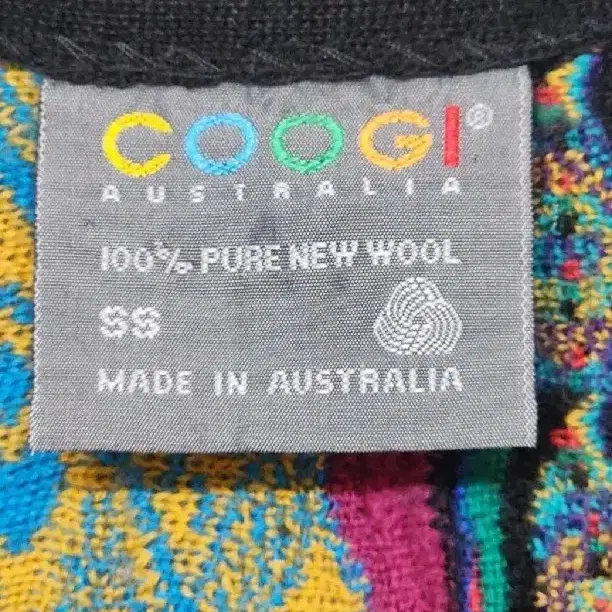 COOGI®
AUSTRALIA
100% PURE NEW WOOL
SS
MADE IN AUSTRALIA